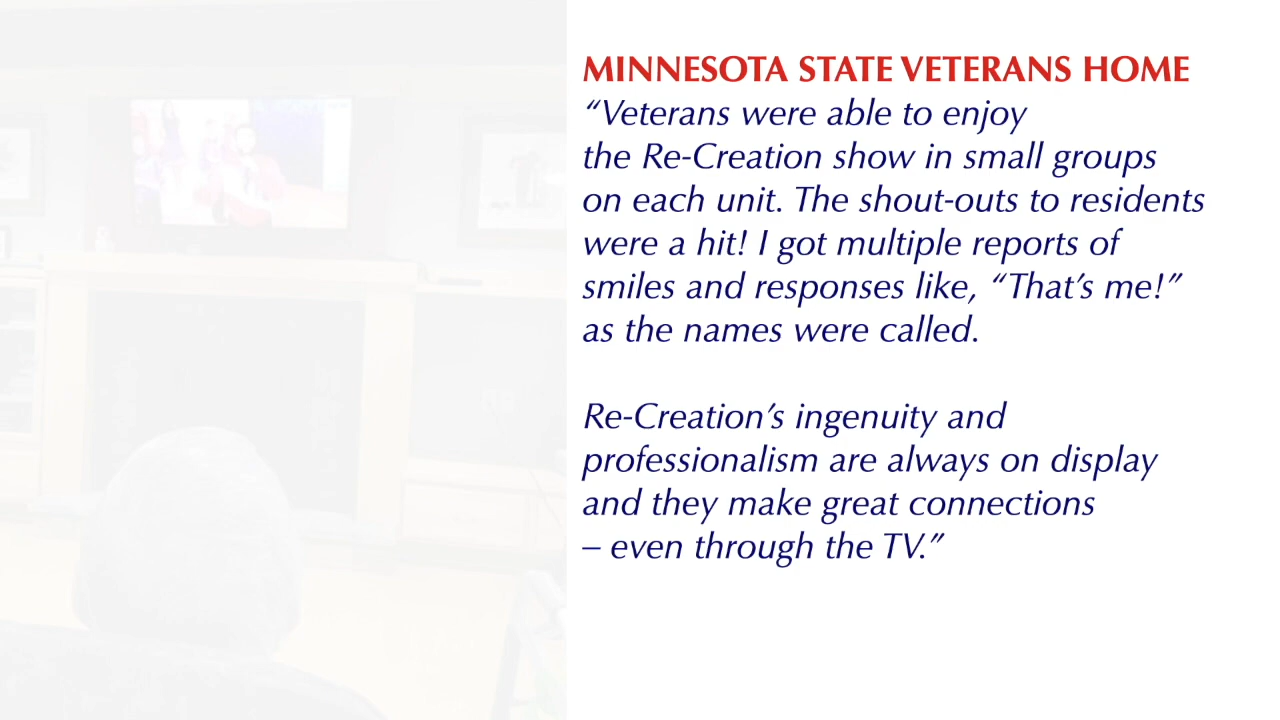 MINNESOTA STATE VETERANS HOME
“Veterans were able to enjoy
the Re-Creation show in small groups
on each unit. The shout-outs to residents
were a hit! I got multiple reports of
smiles and responses like, “That’s me!”
as the names were called.
Re-Creation’s ingenuity and
professionalism are always on display
and they make great connections
– even through the TV.”